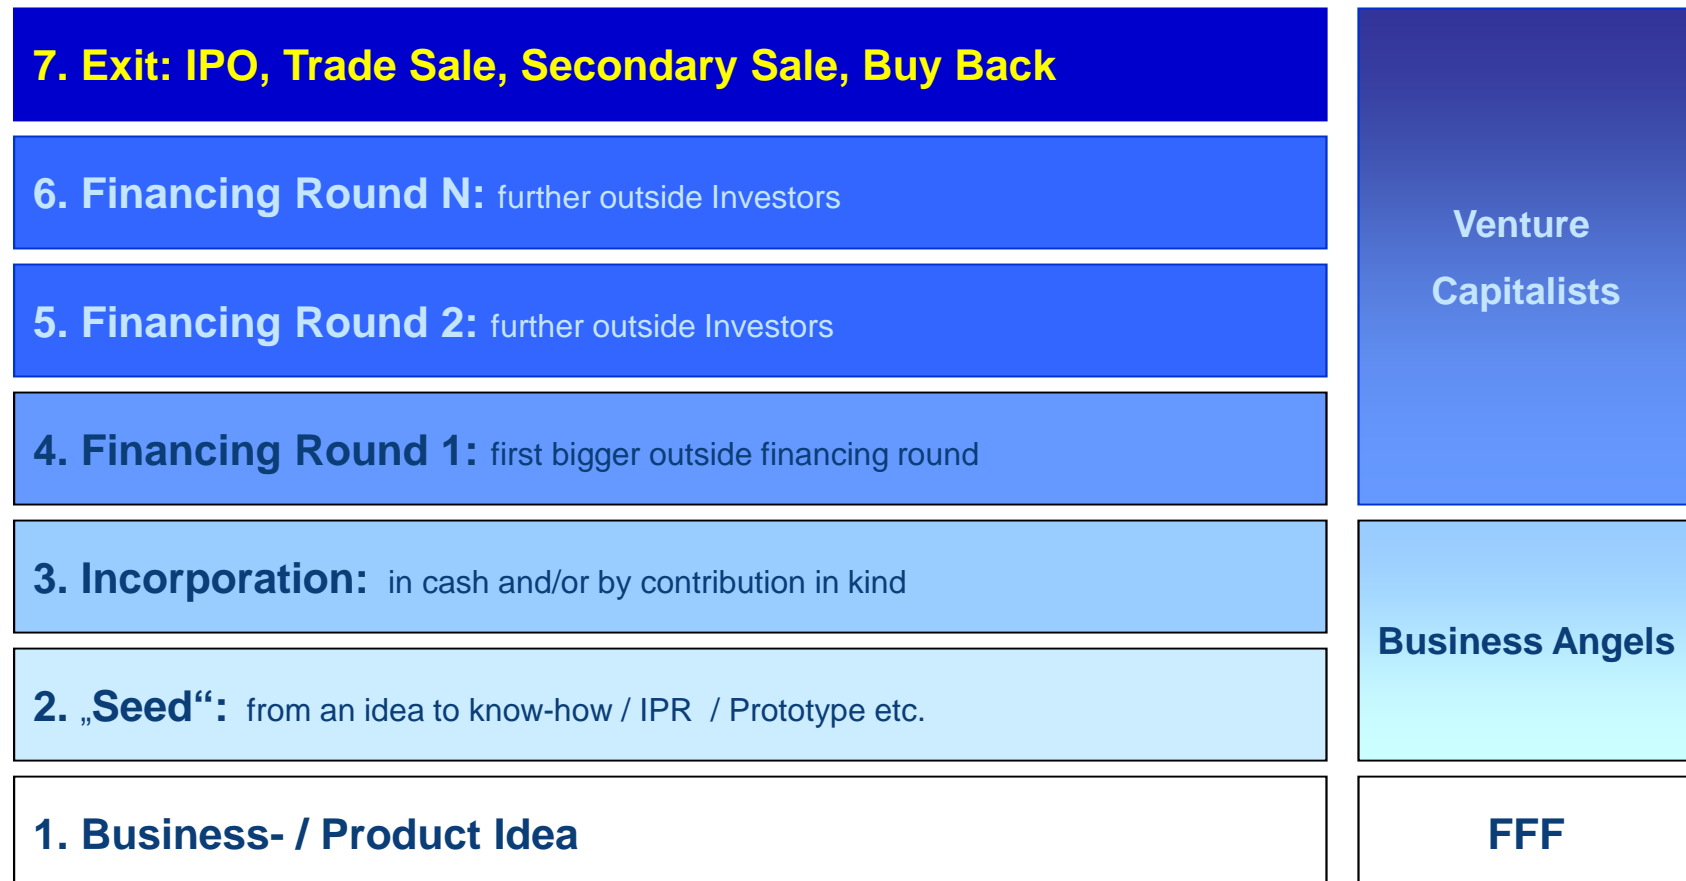 7. Exit: IPO, Trade Sale, Secondary Sale, Buy Back
6. Financing Round N: further outside Investors
5. Financing Round 2: further outside Investors
4. Financing Round 1: first bigger outside financing round
3. Incorporation: in cash and/or by contribution in kind
2. „Seed“: from an idea to know-how / IPR / Prototype etc.
1. Business- / Product Idea
Venture
Capitalists
Business Angels
FFF